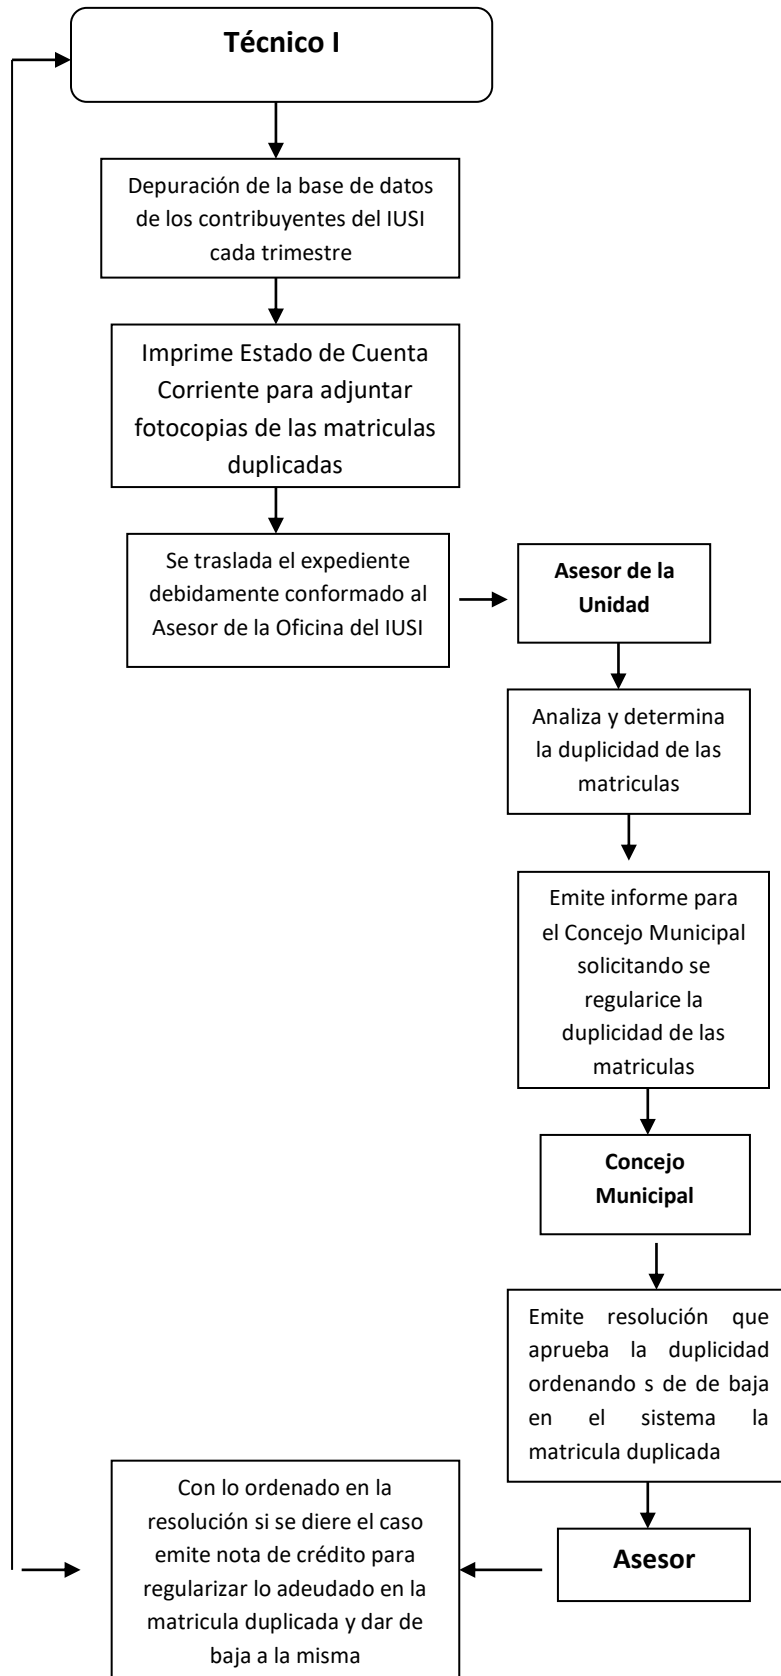 Técnico I
Depuración de la base de datos
de los contribuyentes del IUSI
cada trimestre
Imprime Estado de Cuenta
Corriente para adjuntar
fotocopias de las matriculas
duplicadas
Se traslada el expediente
debidamente conformado al
Asesor de la Oficina del IUSI
Asesor de la
Unidad
Analiza y determina
la duplicidad de las
matriculas
Emite informe para
el Concejo Municipal
solicitando se
regularice la
duplicidad de las
matriculas
Concejo
Municipal
Emite resolución que
aprueba la duplicidad
ordenando s de de baja
en el sistema la
matricula duplicada
Asesor
Con lo ordenado en la
resolución si se diere el caso
emite nota de crédito para
regularizar lo adeudado en la
matricula duplicada y dar de
baja a la misma